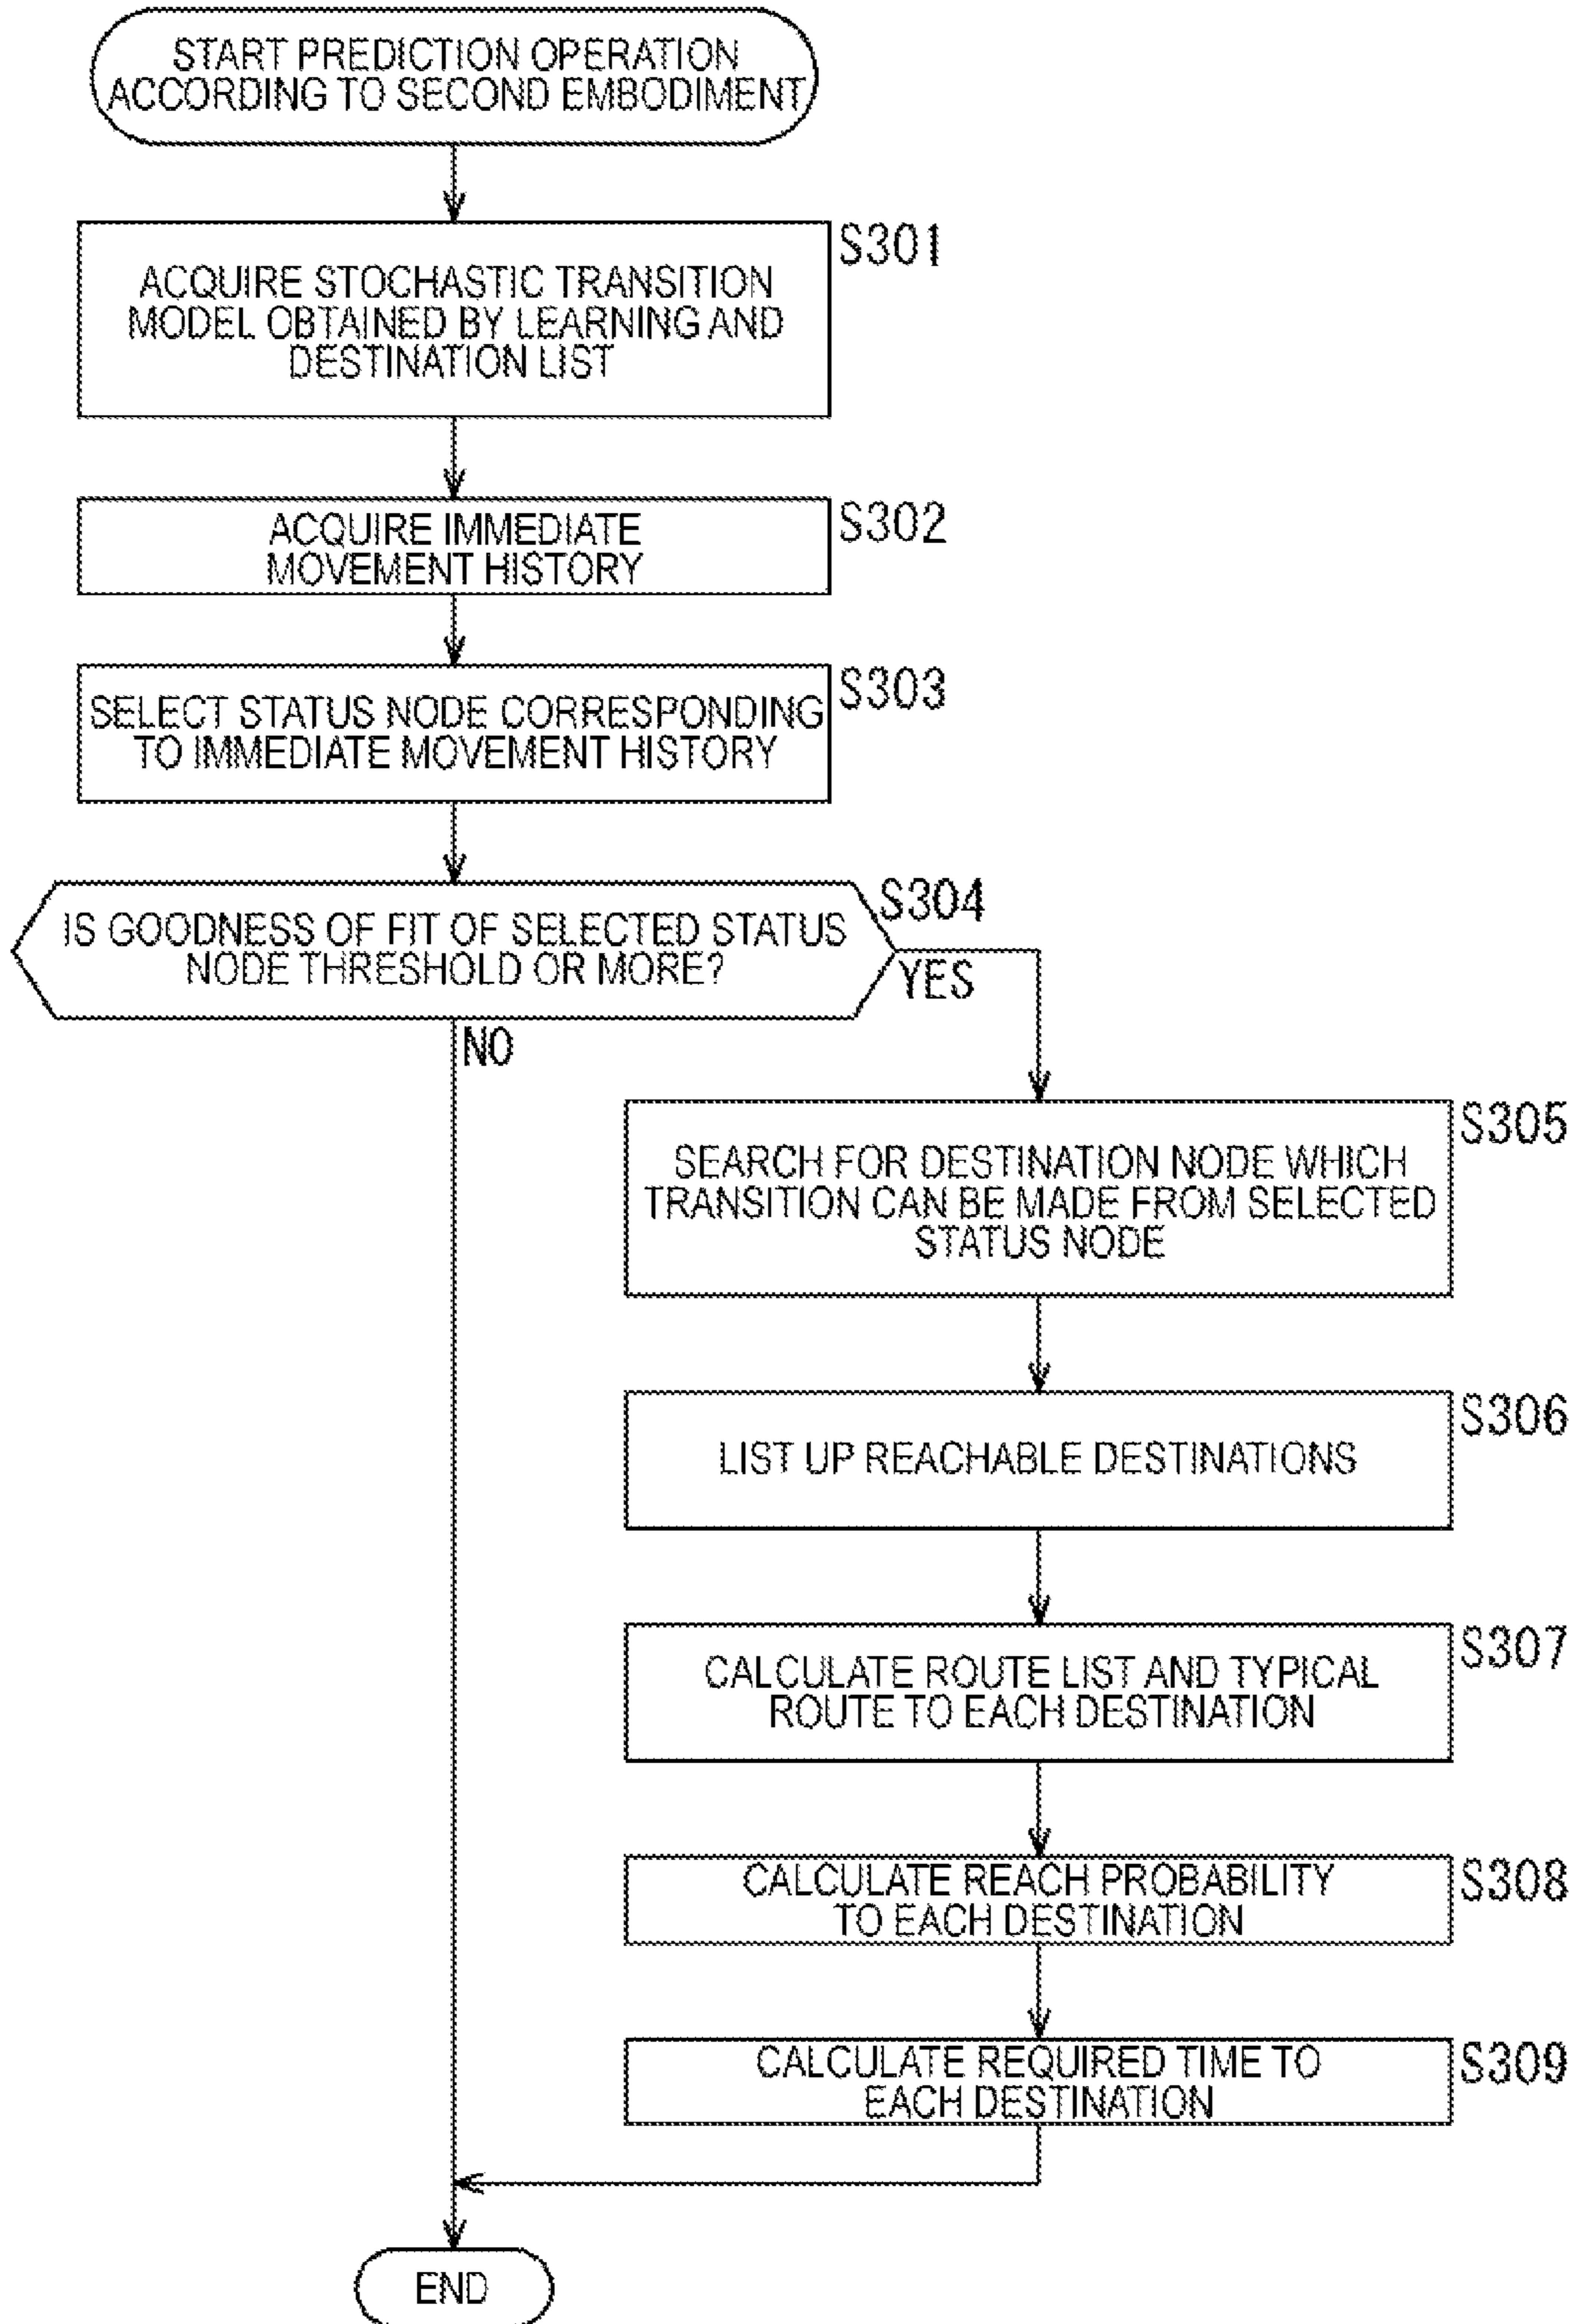 START PREDICTION OPERATION
ACCORDING TO SECOND EMBODIMENT
S301
ACQUIRE STOCHASTIC TRANSITION
MODEL OBTAINED BY LEARNING AND
DESTINATION LIST
S302
ACQUIRE IMMEDIATE
MOVEMENT HISTORY
S303
SELECT STATUS NODE CORRESPONDING
TO IMMEDIATE MOVEMENT HISTORY
S304
IS GOODNESS OF FIT OF SELECTED STATUS
NODE THRESHOLD OR MORE?
YES
NO
S305
SEARCH FOR DESTINATION NODE WHICH
TRANSITION CAN BE MADE FROM SELECTED
STATUS NODE
S306
LIST UP REACHABLE DESTINATIONS
S307
CALCULATE ROUTE LIST AND TYPICAL
ROUTE TO EACH DESTINATION
S308
CALCULATE REACH PROBABILITY
TO EACH DESTINATION
S309
CALCULATE REQUIRED TIME TO
EACH DESTINATION
END